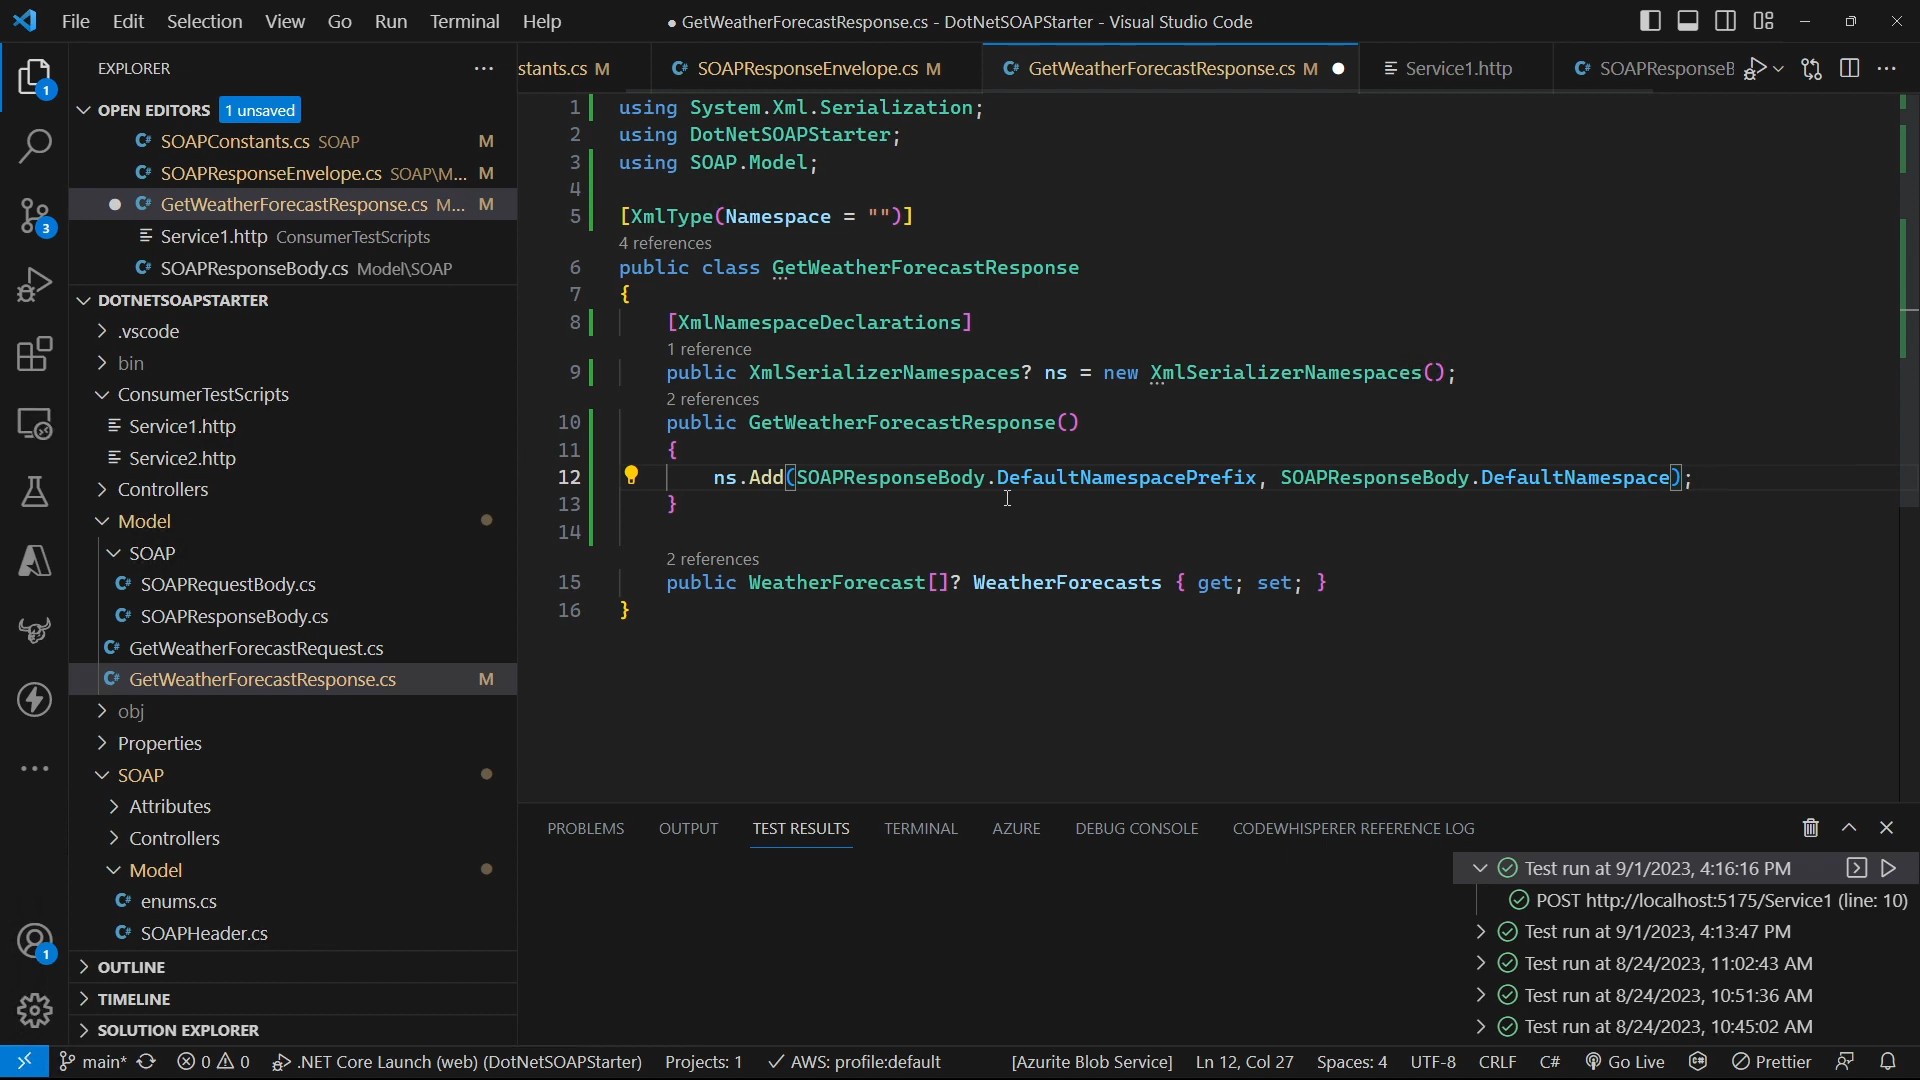 File Edit Selection View Go Run Terminal Help
● GetWeatherForecastResponse.cs - DotNetSOAPStarter - Visual Studio Code
EXPLORER
stants.cs M
SOAPResponseEnvelope.cs M
GetWeatherForecastResponse.cs M
Service1.http
SOAPResponseB
OPEN EDITORS 1 unsaved
SOAPConstants.cs SOAP M
SOAPResponseEnvelope.cs SOAP\M... M
GetWeatherForecastResponse.cs M... M
Service1.http ConsumerTestScripts
SOAPResponseBody.cs Model\SOAP
DOTNETSOAPSTARTER
.vscode
bin
ConsumerTestScripts
Service1.http
Service2.http
Controllers
Model
SOAP
SOAPRequestBody.cs
SOAPResponseBody.cs
GetWeatherForecastRequest.cs
GetWeatherForecastResponse.cs M
obj
Properties
SOAP
Attributes
Controllers
Model
enums.cs
SOAPHeader.cs
OUTLINE
TIMELINE
SOLUTION EXPLORER
1
3
1
1 using System.Xml.Serialization;
2 using DotNetSOAPStarter;
3 using SOAP.Model;
4
5 [XmlType(Namespace = "")]
4 references
6 public class GetWeatherForecastResponse
7 {
8 [XmlNamespaceDeclarations]
1 reference
9 public XmlSerializerNamespaces? ns = new XmlSerializerNamespaces();
2 references
10 public GetWeatherForecastResponse()
11 {
12 ns.Add(SOAPResponseBody.DefaultNamespacePrefix, SOAPResponseBody.DefaultNamespace);
13 }
14
2 references
15 public WeatherForecast[]? WeatherForecasts { get; set; }
16 }
PROBLEMS OUTPUT TEST RESULTS TERMINAL AZURE DEBUG CONSOLE CODEWHISPERER REFERENCE LOG
Test run at 9/1/2023, 4:16:16 PM
POST http://localhost:5175/Service1 (line: 10)
Test run at 9/1/2023, 4:13:47 PM
Test run at 8/24/2023, 11:02:43 AM
Test run at 8/24/2023, 10:51:36 AM
Test run at 8/24/2023, 10:45:02 AM
main* 0 0 .NET Core Launch (web) (DotNetSOAPStarter) Projects: 1 AWS: profile:default [Azurite Blob Service] Ln 12, Col 27 Spaces: 4 UTF-8 CRLF C# Go Live Prettier